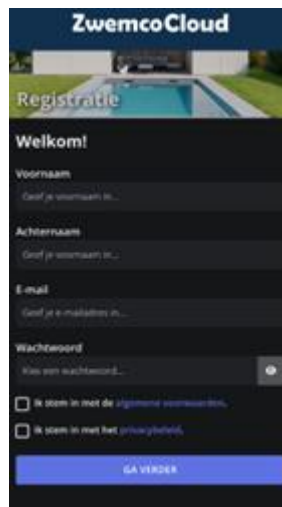 ZwemcoCloud
Registratie
Welkom!
Voornaam
Geef je voornaam in...
Achternaam
Geef je voornaam in...
E-mail
Geef je e-mailadres in...
Wachtwoord
Kies een wachtwoord...
Ik stem in met de algemene voorwaarden.
Ik stem in met het privacybeleid.
GA VERDER